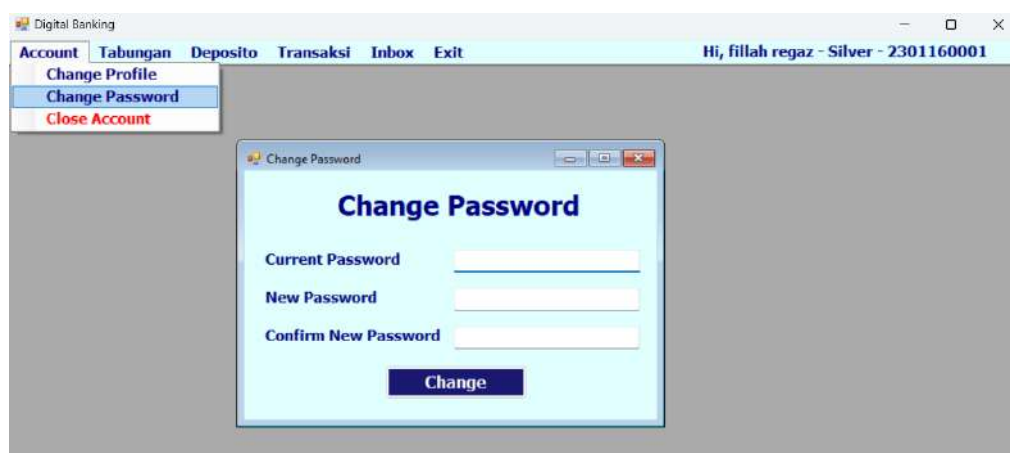 Digital Banking
Account Tabungan Deposito Transaksi Inbox Exit Hi, fillah regaz - Silver - 2301160001
Change Profile
Change Password
Close Account
Change Password
Change Password
Current Password
New Password
Confirm New Password
Change